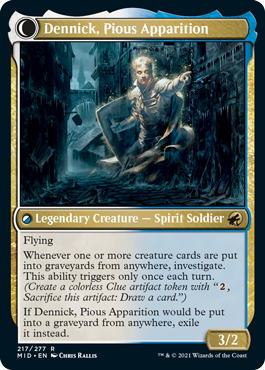 Dennick, Pious Apparition
Legendary Creature — Spirit Soldier
Flying
Whenever one or more creature cards are put
into graveyards from anywhere, investigate.
This ability triggers only once each turn.
(Create a colorless Clue artifact token with “2,
Sacrifice this artifact: Draw a card.”)
If Dennick, Pious Apparition would be put
into a graveyard from anywhere, exile
it instead.
3/2
217/277 R
MID • EN Chris Rallis
™ & © 2021 Wizards of the Coast